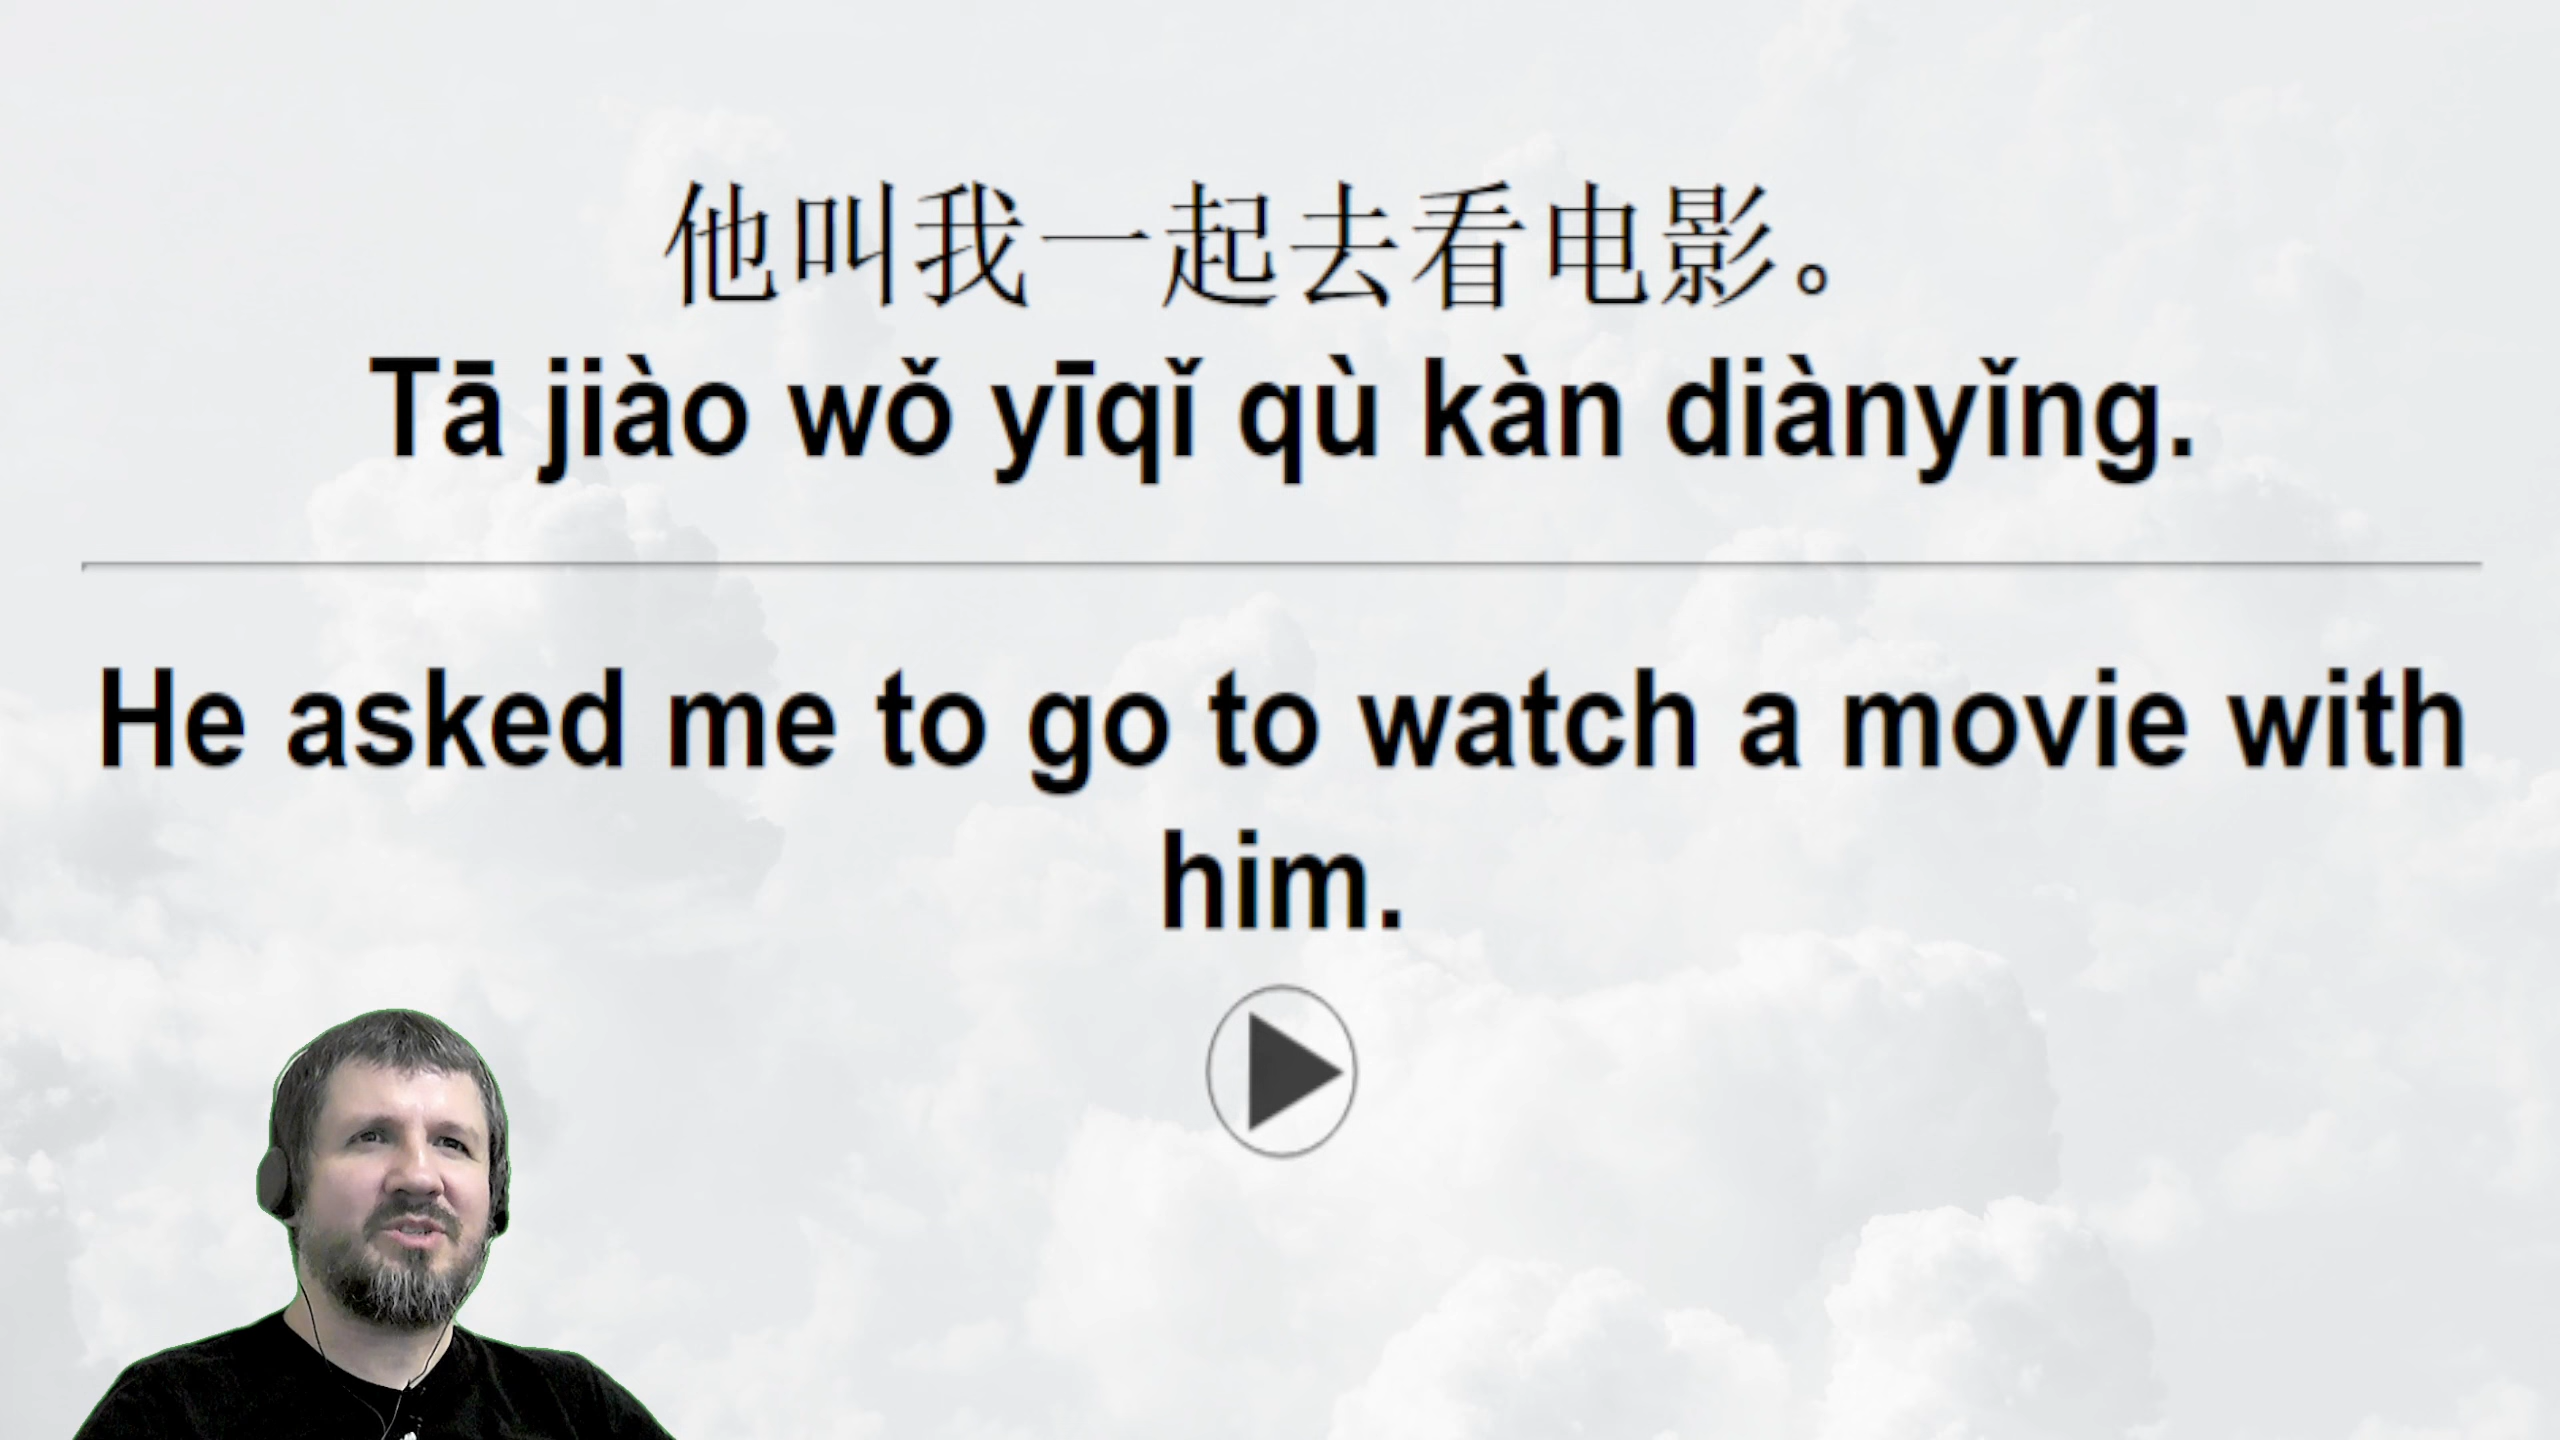 他叫我一起去看电影。
Tā jiào wǒ yīqǐ qù kàn diànyǐng.
He asked me to go to watch a movie with
him.